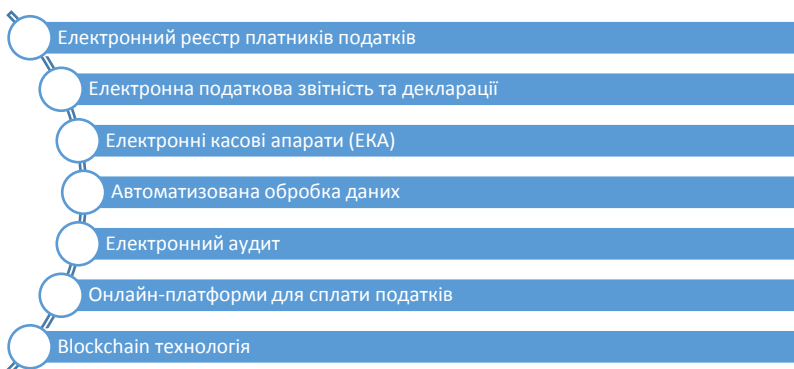 Електронний реєстр платників податків
Електронна податкова звітність та декларації
Електронні касові апарати (ЕКА)
Автоматизована обробка даних
Електронний аудит
Онлайн-платформи для сплати податків
Blockchain технологія